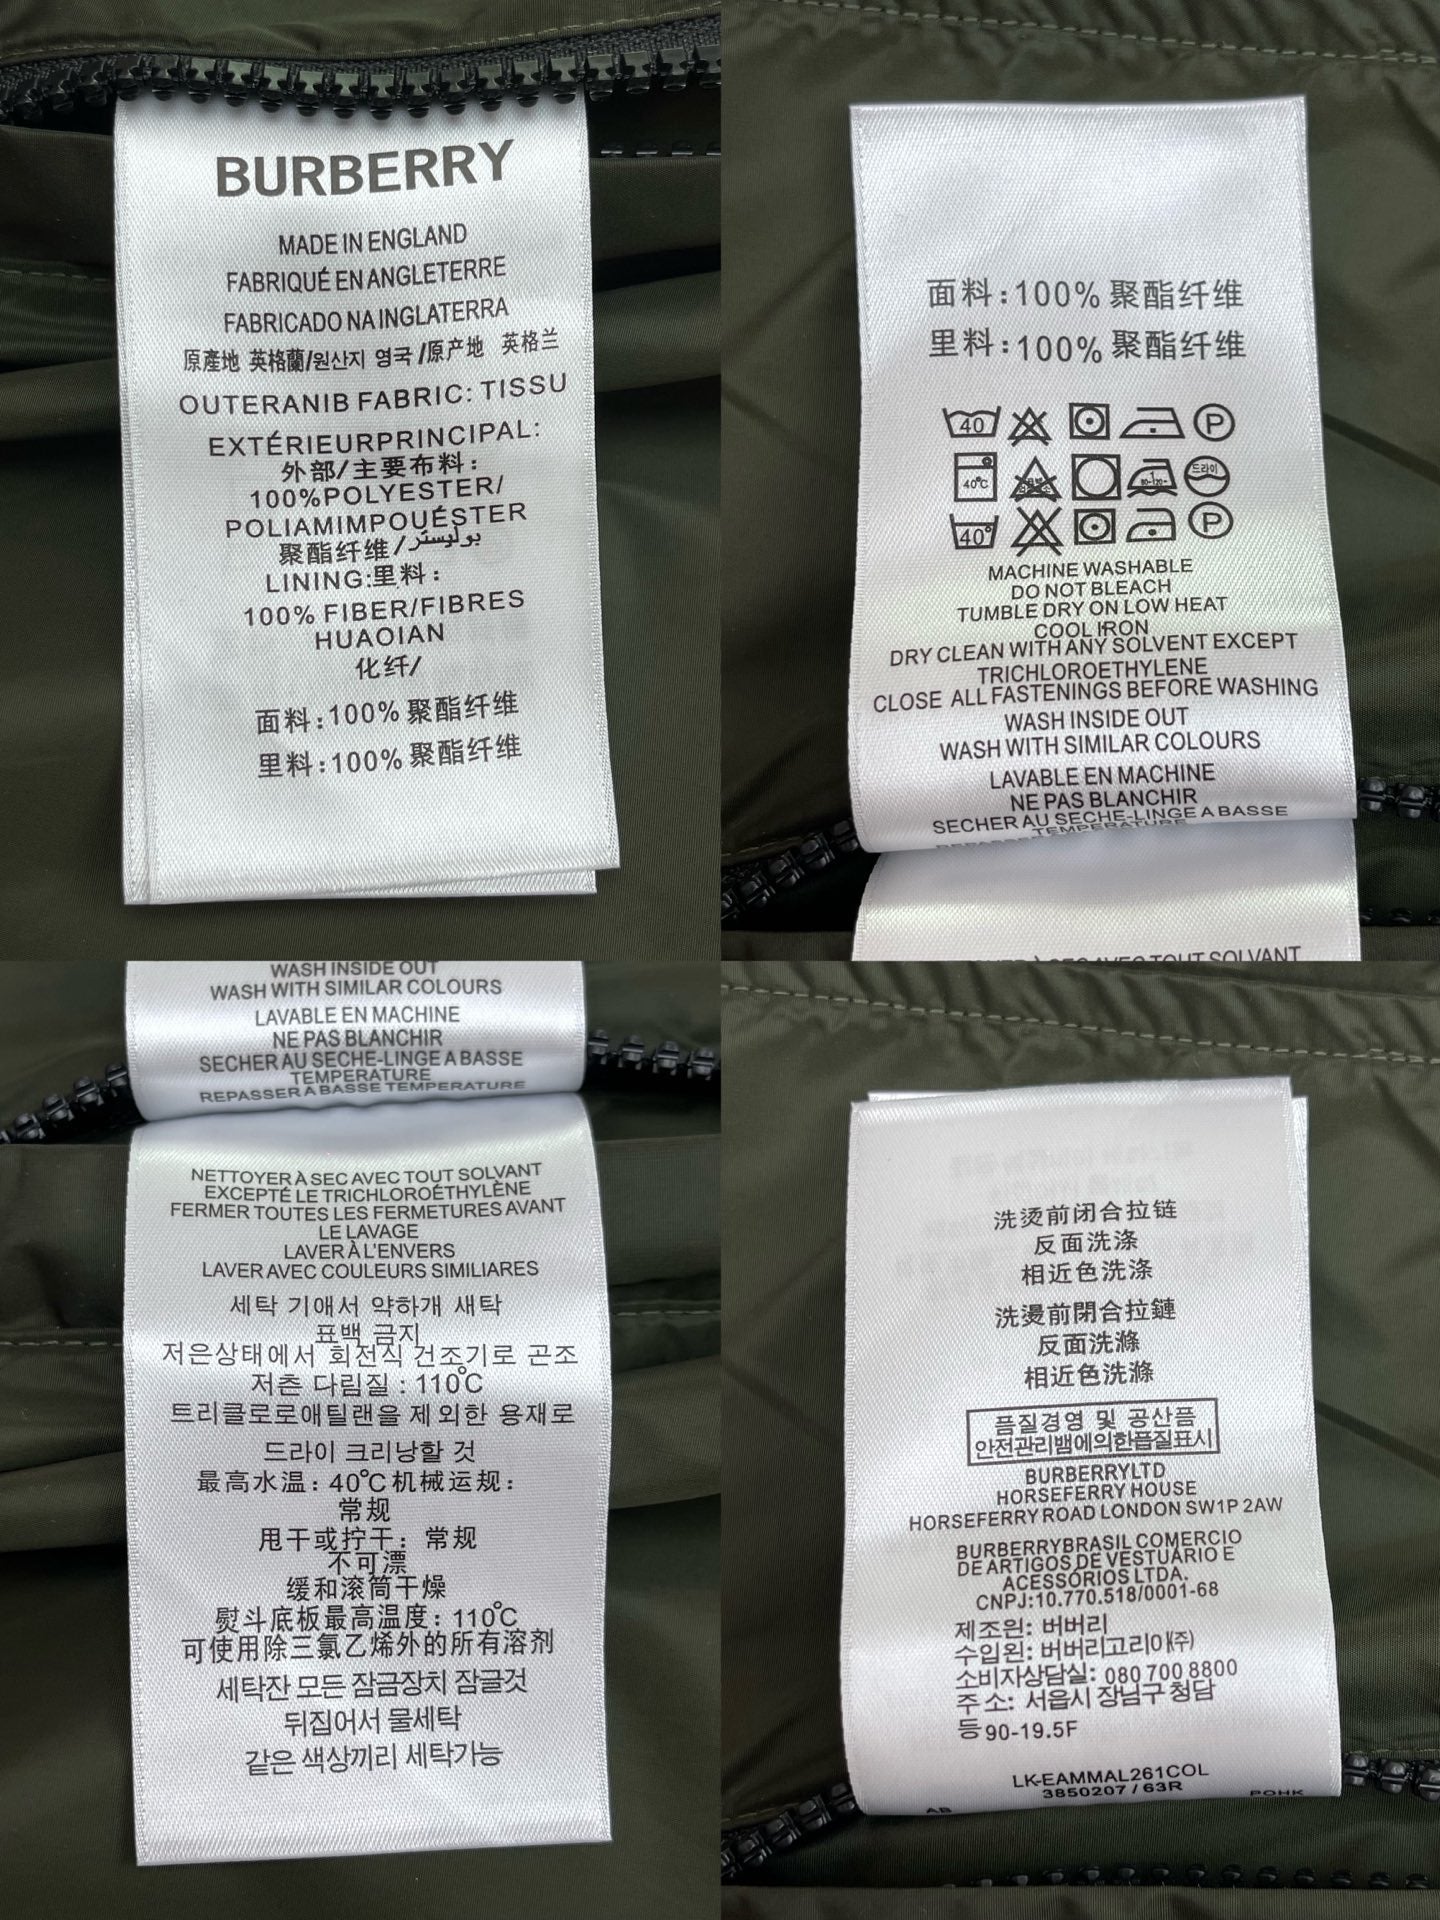 BURBERRY
MADE IN ENGLAND
FABRIQUÉ EN ANGLETERRE
FABRICADO NA INGLATERRA
原產地 英格蘭/원산지 영국/原产地 英格兰
OUTERANIB FABRIC: TISSU
EXTÉRIEURPRINCIPAL:
外部/主要布料:
100%POLYESTER/
POLIAMIMPOUÉSTER
聚酯纤维/بوليستر
LINING:里料:
100% FIBER/FIBRES
HUAOIAN
化纤/
面料:100% 聚酯纤维
里料:100% 聚酯纤维
面料:100% 聚酯纤维
里料:100% 聚酯纤维
40 P
40°C 80-120- 드라이
40° P
MACHINE WASHABLE
DO NOT BLEACH
TUMBLE DRY ON LOW HEAT
COOL IRON
DRY CLEAN WITH ANY SOLVENT EXCEPT
TRICHLOROETHYLENE
CLOSE ALL FASTENINGS BEFORE WASHING
WASH INSIDE OUT
WASH WITH SIMILAR COLOURS
LAVABLE EN MACHINE
NE PAS BLANCHIR
SECHER AU SECHE-LINGE A BASSE
TEMPERATURE
AVEC TOUT SOLVANT
WASH INSIDE OUT
WASH WITH SIMILAR COLOURS
LAVABLE EN MACHINE
NE PAS BLANCHIR
SECHER AU SECHE-LINGE A BASSE
TEMPERATURE
REPASSER A BASSE TEMPERATURE
NETTOYER À SEC AVEC TOUT SOLVANT
EXCEPTÉ LE TRICHLOROÉTHYLÈNE
FERMER TOUTES LES FERMETURES AVANT
LE LAVAGE
LAVER À L'ENVERS
LAVER AVEC COULEURS SIMILIARES
세탁 기애서 약하개 새탁
표백 금지
저은상태에서 회전식 건조기로 곤조
저촌 다림질 : 110℃
트리클로로애틸랜을 제외한 용재로
드라이 크리낭할 것
最高水温: 40℃机械运规:
常规
甩干或拧干: 常规
不可漂
缓和滚筒干燥
熨斗底板最高温度: 110℃
可使用除三氯乙烯外的所有溶剂
세탁잔 모든 잠금장치 잠글것
뒤집어서 물세탁
같은 색상끼리 세탁가능
洗烫前闭合拉链
反面洗涤
相近色洗涤
洗燙前閉合拉鏈
反面洗滌
相近色洗滌
품질경영 및 공산픔
안전관리뱀에의한픔질표시
BURBERRYLTD
HORSEFERRY HOUSE
HORSEFERRY ROAD LONDON SW1P 2AW
BURBERRYBRASIL COMERCIO
DE ARTIGOS DE VESTUÁRIO E
ACESSÓRIOS LTDA.
CNPJ:10.770.518/0001-68
제조원: 버버리
수입원: 버버리고리아㈜
소비자상담실: 080 700 8800
주 소: 서읍시 장님구 청담
등 90-19.5F
LK-EAMMAL261COL
3850207 / 63R
AB POHK